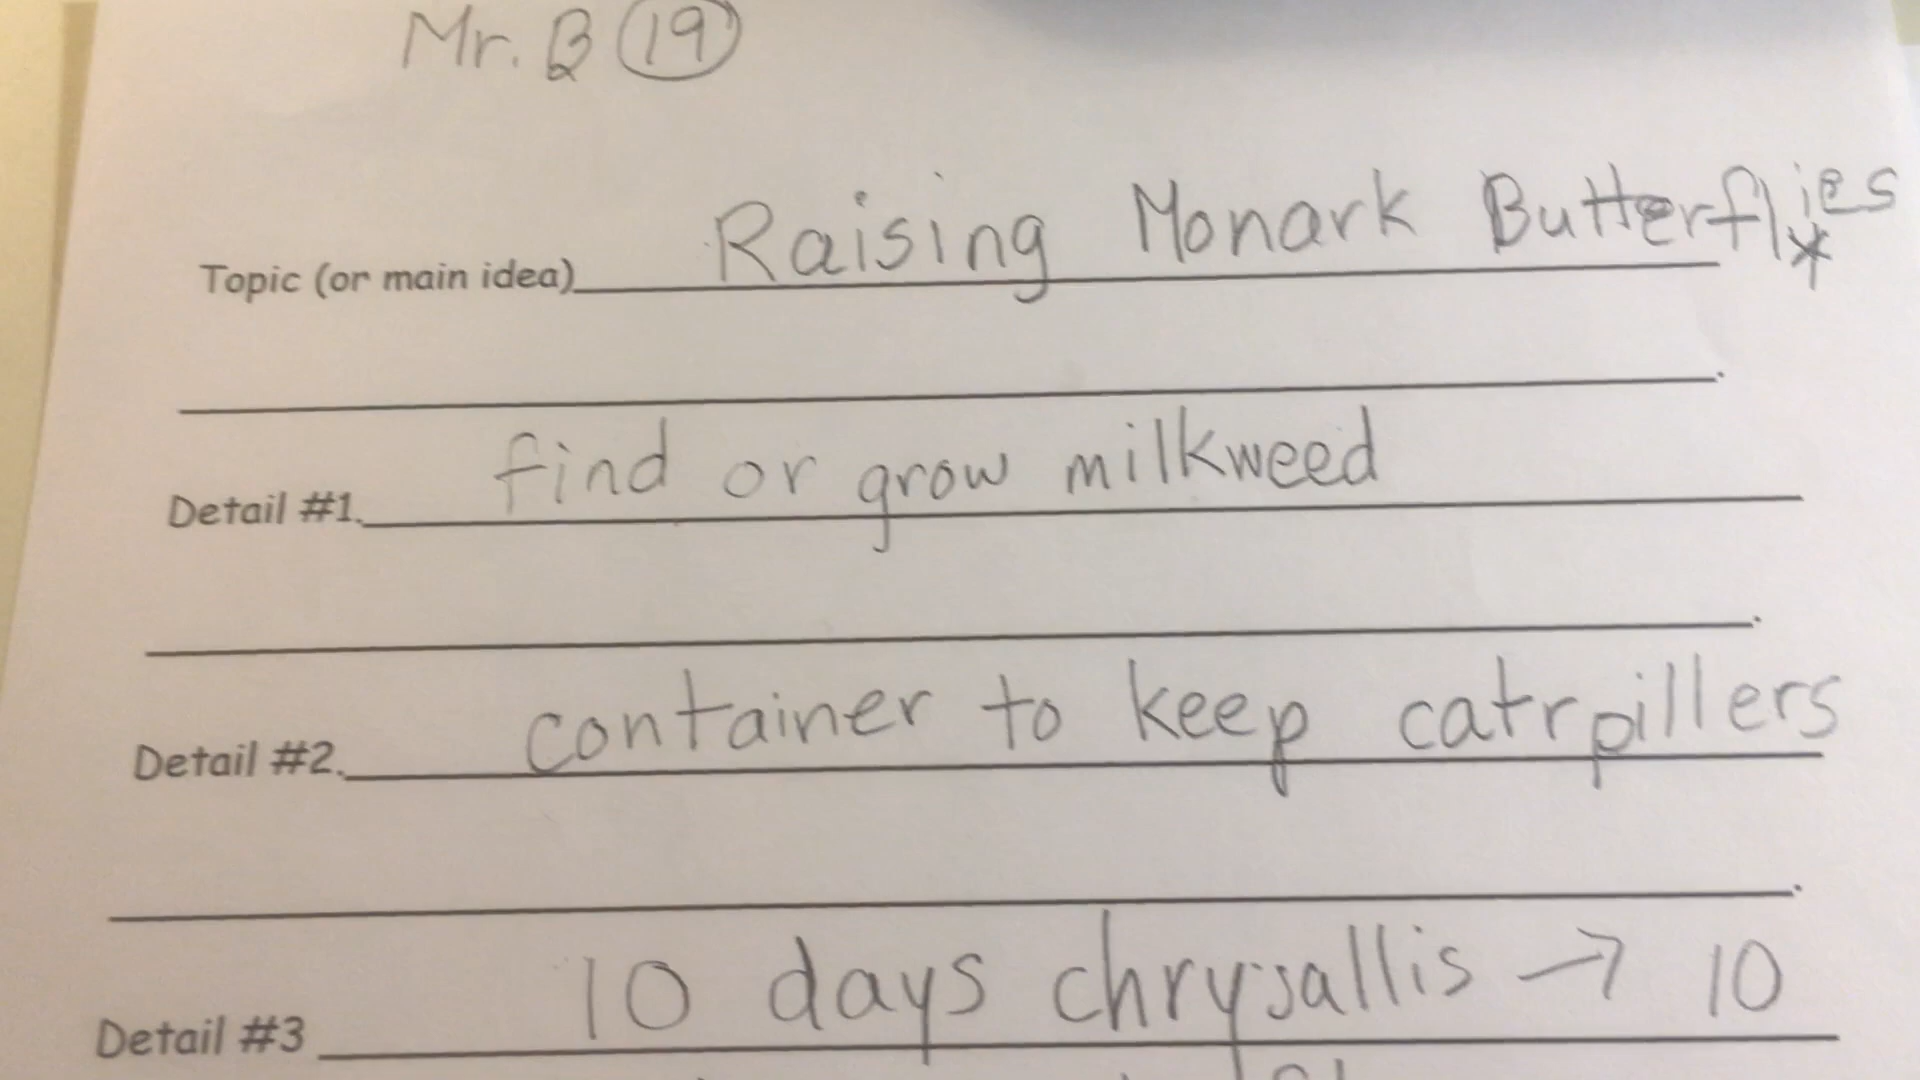 Mr. B 19
Topic (or main idea) Raising Monark Butterflies
Detail #1. find or grow milkweed
Detail #2. container to keep catrpillers
Detail #3 10 days chrysallis → 10